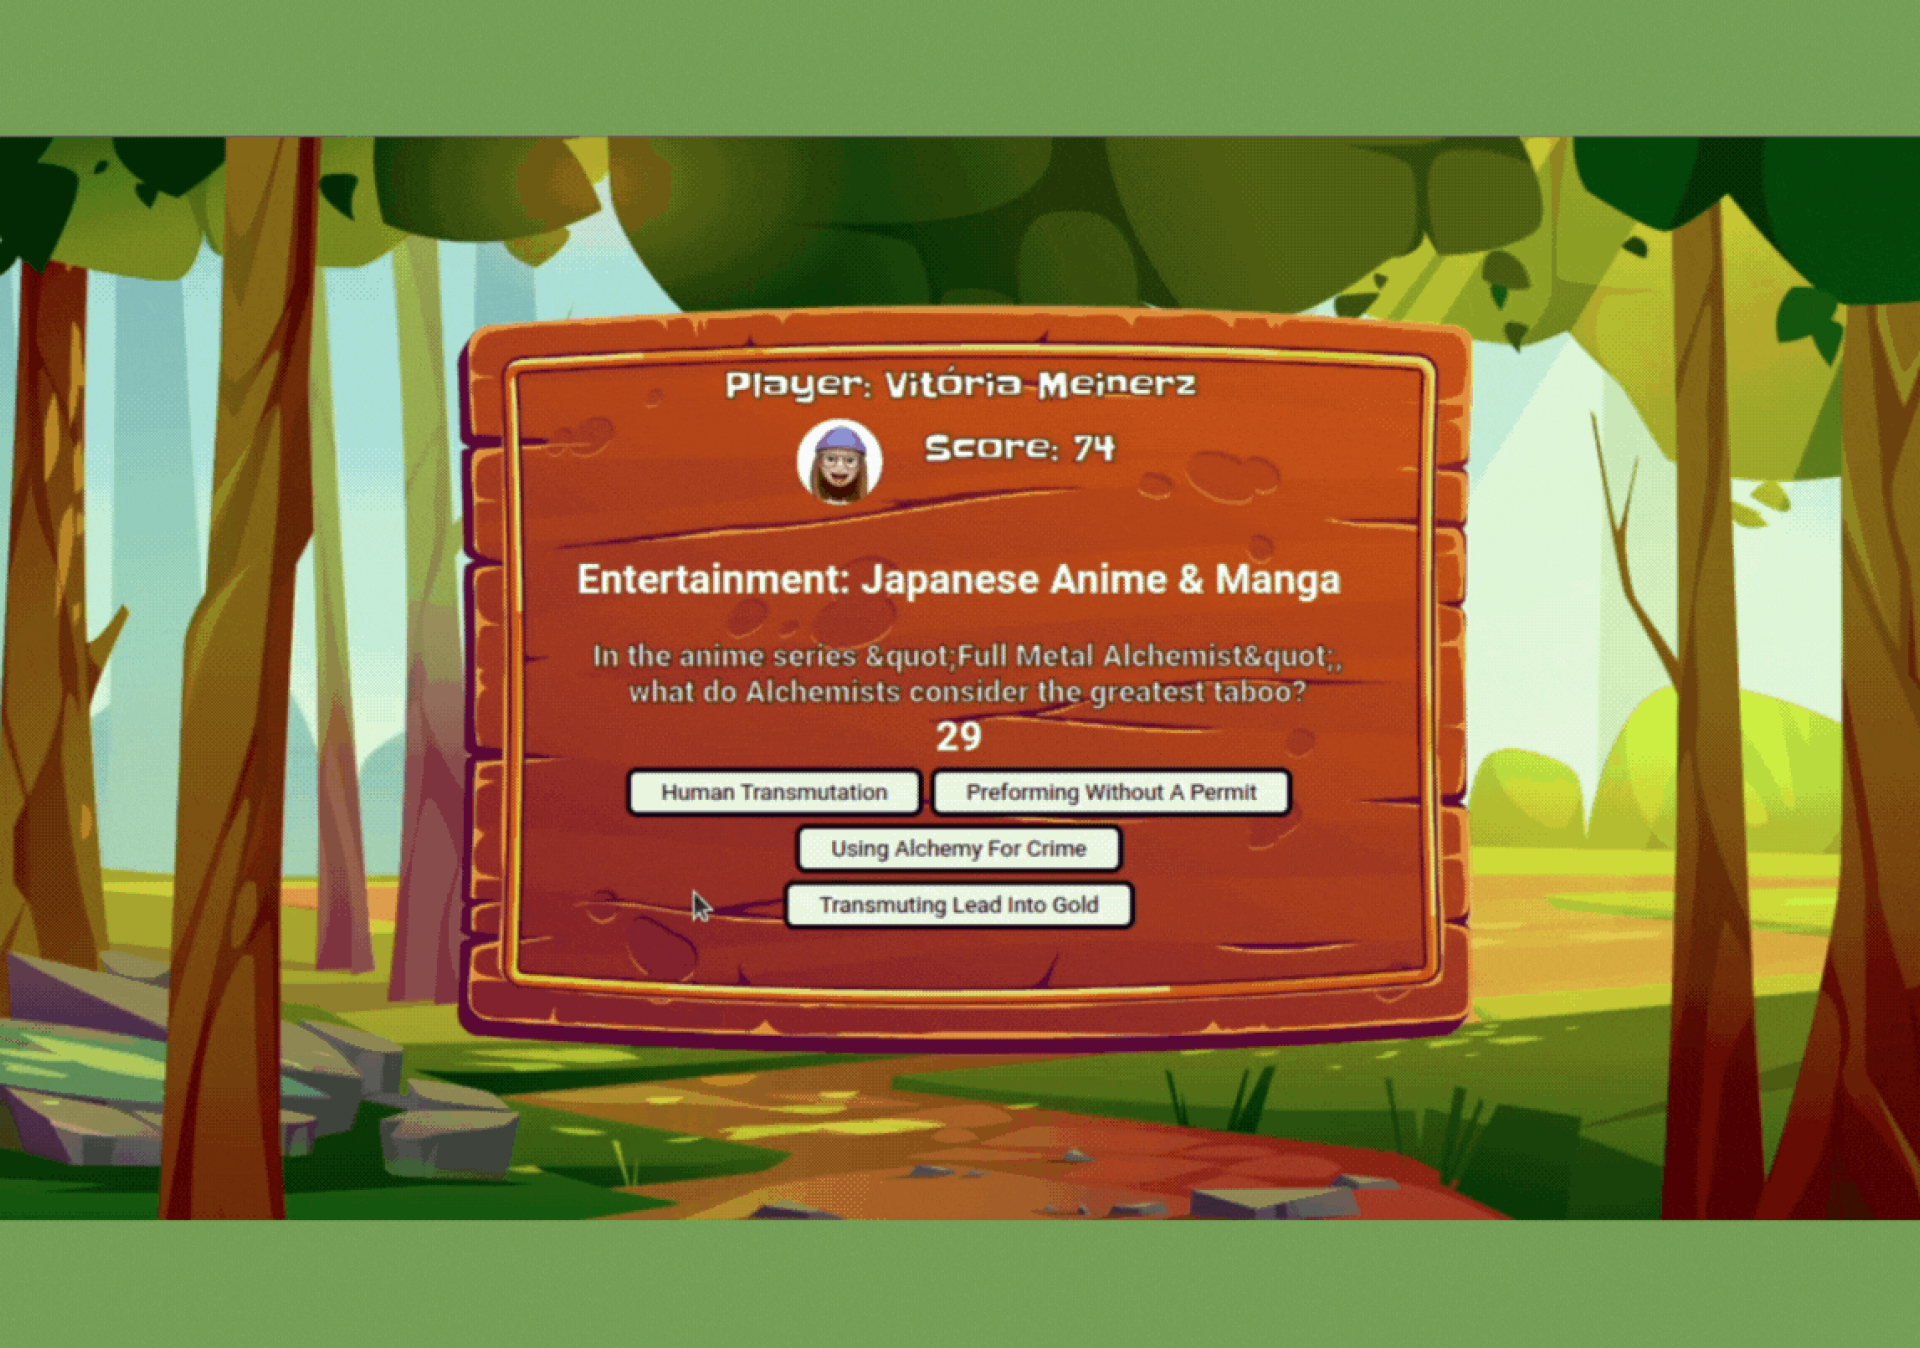 Player: Vitória Meinerz
Score: 74
Entertainment: Japanese Anime & Manga
In the anime series &quot;Full Metal Alchemist&quot;,
what do Alchemists consider the greatest taboo?
29
Human Transmutation
Preforming Without A Permit
Using Alchemy For Crime
Transmuting Lead Into Gold